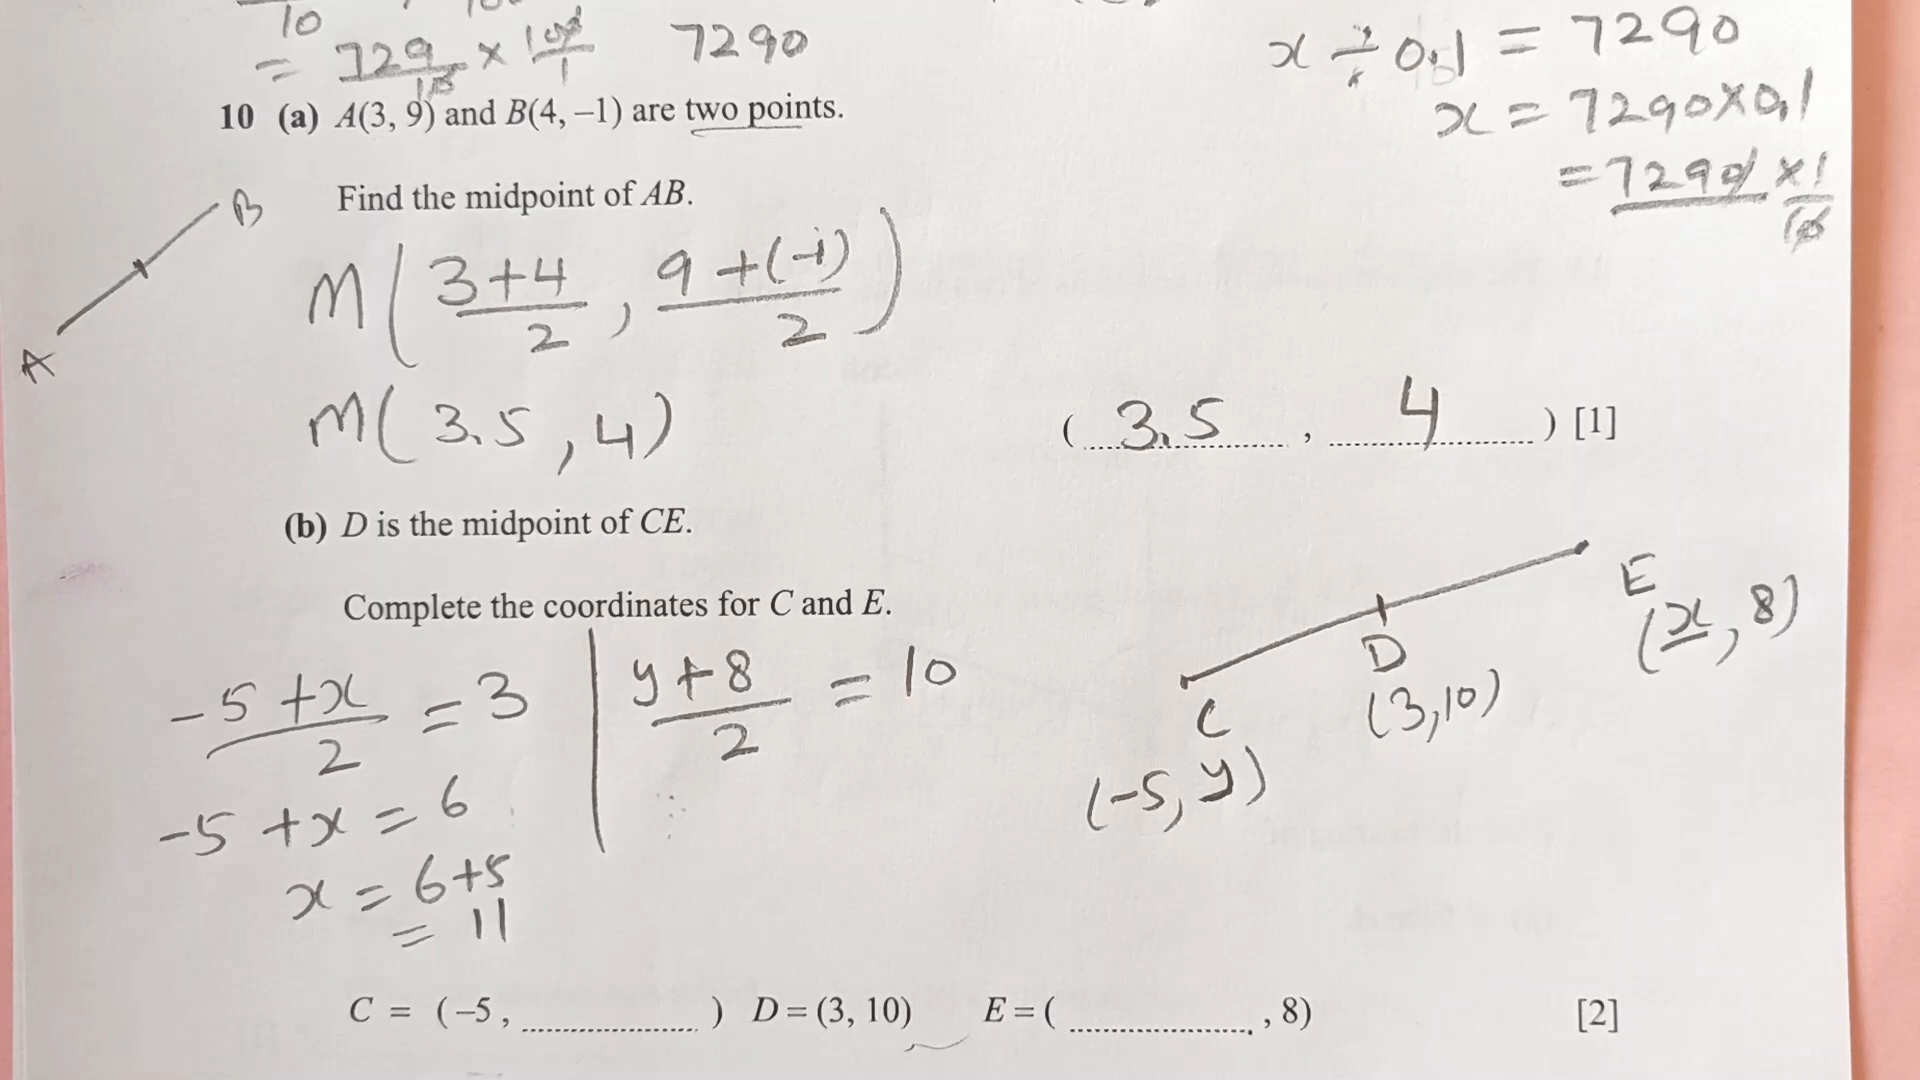 10
= 729/10 × 100/1 7290
x ÷ 0.1 = 7290
x = 7290×0.1
= 7290 × 1/10
10 (a) A(3, 9) and B(4, –1) are two points.
B
Find the midpoint of AB.
M(3+4/2, 9+(-1)/2)
A
M(3.5, 4)
( 3.5 , 4 ) [1]
(b) D is the midpoint of CE.
Complete the coordinates for C and E.
E
(x, 8)
D
(3,10)
C
(-5, y)
-5+x/2 = 3
y+8/2 = 10
-5+x = 6
x = 6+5
= 11
C = (–5, ............... ) D = (3, 10) E = ( ............... , 8) [2]